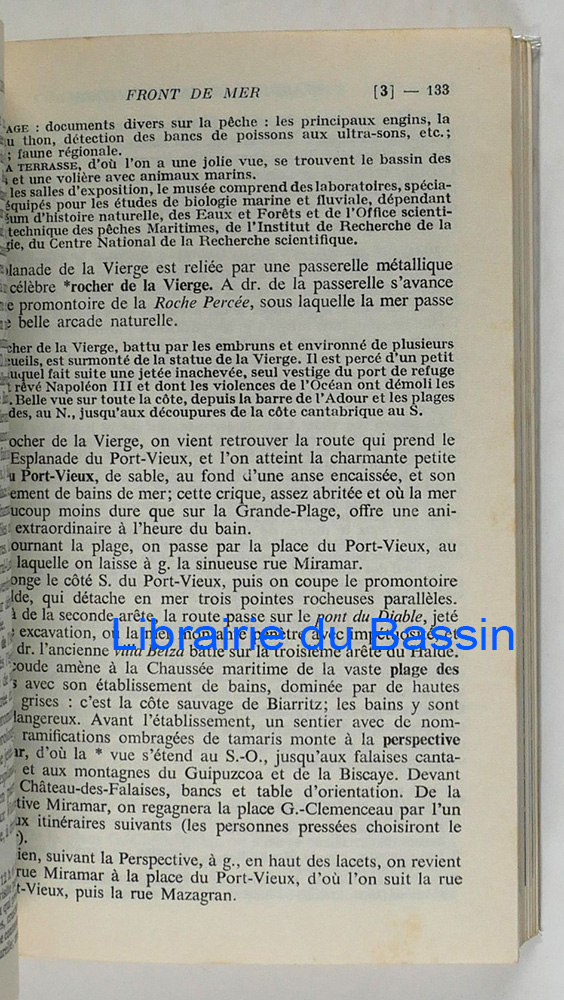 FRONT DE MER [3] — 133
AGE : documents divers sur la pêche : les principaux engins, la
u thon, détection des bancs de poissons aux ultra-sons, etc.;
; faune régionale.
A TERRASSE, d'où l'on a une jolie vue, se trouvent le bassin des
et une volière avec animaux marins.
les salles d'exposition, le musée comprend des laboratoires, spécia-
équipés pour les études de biologie marine et fluviale, dépendant
sum d'histoire naturelle, des Eaux et Forêts et de l'Office scienti-
technique des pêches Maritimes, de l'Institut de Recherche de la
gie, du Centre National de la Recherche scientifique.
planade de la Vierge est reliée par une passerelle métallique
célèbre *rocher de la Vierge. A dr. de la passerelle s'avance
e promontoire de la Roche Percée, sous laquelle la mer passe
e belle arcade naturelle.
cher de la Vierge, battu par les embruns et environné de plusieurs
cueils, est surmonté de la statue de la Vierge. Il est percé d'un petit
uquel fait suite une jetée inachevée, seul vestige du port de refuge
t rêvé Napoléon III et dont les violences de l'Océan ont démoli les
. Belle vue sur toute la côte, depuis la barre de l'Adour et les plages
des, au N., jusqu'aux découpures de la côte cantabrique au S.
ocher de la Vierge, on vient retrouver la route qui prend le
Esplanade du Port-Vieux, et l'on atteint la charmante petite
u Port-Vieux, de sable, au fond d'une anse encaissée, et son
ement de bains de mer; cette crique, assez abritée et où la mer
aucoup moins dure que sur la Grande-Plage, offre une ani-
extraordinaire à l'heure du bain.
ournant la plage, on passe par la place du Port-Vieux, au
laquelle on laisse à g. la sinueuse rue Miramar.
onge le côté S. du Port-Vieux, puis on coupe le promontoire
lde, qui détache en mer trois pointes rocheuses parallèles.
à de la seconde arête, la route passe sur le pont du Diable, jeté
excavation, où la mer montante pénètre avec impétuosité et
dr. l'ancienne villa Belza bâtie sur la troisième arête du Halde.
coude amène à la Chaussée maritime de la vaste plage des
s avec son établissement de bains, dominée par de hautes
grises : c'est la côte sauvage de Biarritz; les bains y sont
dangereux. Avant l'établissement, un sentier avec de nom-
ramifications ombragées de tamaris monte à la perspective
ar, d'où la * vue s'étend au S.-O., jusqu'aux falaises canta-
et aux montagnes du Guipuzcoa et de la Biscaye. Devant
Château-des-Falaises, bancs et table d'orientation. De la
tive Miramar, on regagnera la place G.-Clemenceau par l'un
ux itinéraires suivants (les personnes pressées choisiront le
).
ien, suivant la Perspective, à g., en haut des lacets, on revient
rue Miramar à la place du Port-Vieux, d'où l'on suit la rue
t-Vieux, puis la rue Mazagran.
Librairie du Bassin